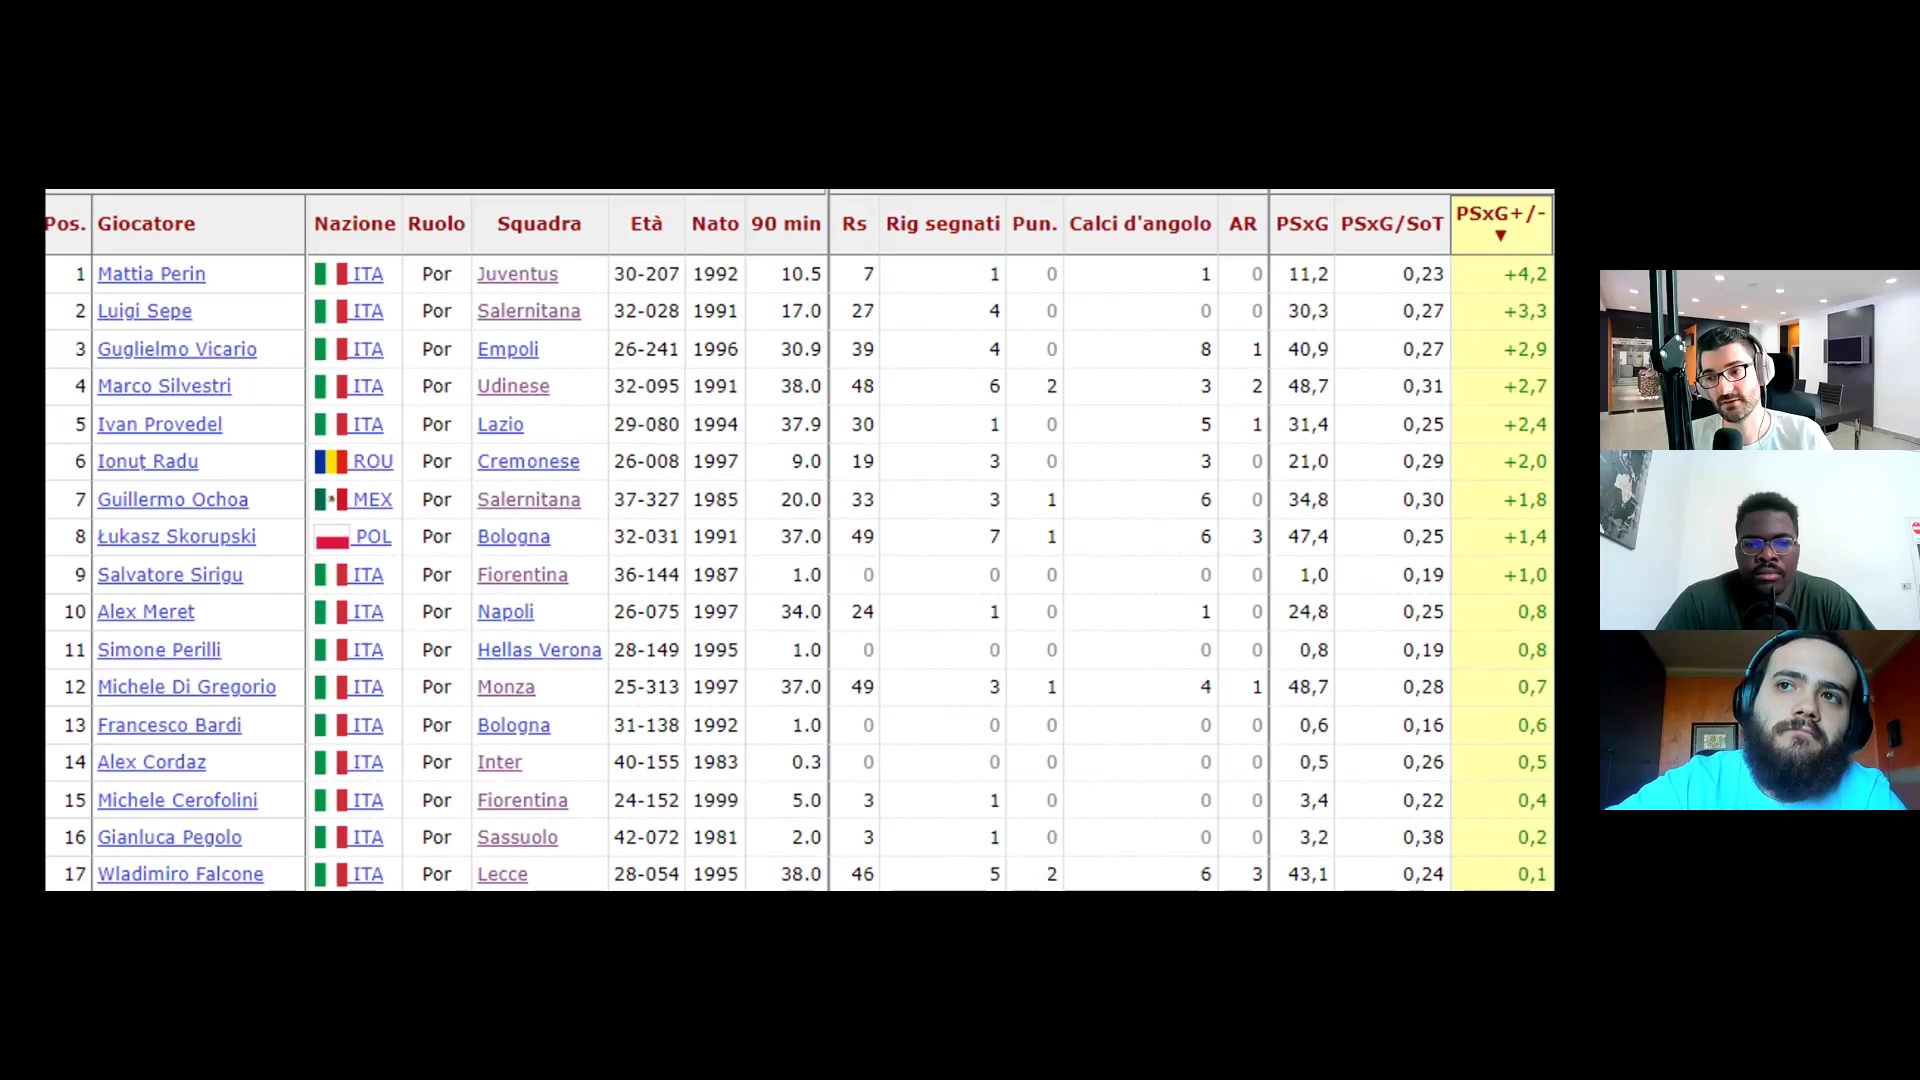 Pos. Giocatore Nazione Ruolo Squadra Età Nato 90 min Rs Rig segnati Pun. Calci d'angolo AR PSxG PSxG/SoT PSxG+/- ▼
1 Mattia Perin ITA Por Juventus 30-207 1992 10.5 7 1 0 1 0 11,2 0,23 +4,2
2 Luigi Sepe ITA Por Salernitana 32-028 1991 17.0 27 4 0 0 0 30,3 0,27 +3,3
3 Guglielmo Vicario ITA Por Empoli 26-241 1996 30.9 39 4 0 8 1 40,9 0,27 +2,9
4 Marco Silvestri ITA Por Udinese 32-095 1991 38.0 48 6 2 3 2 48,7 0,31 +2,7
5 Ivan Provedel ITA Por Lazio 29-080 1994 37.9 30 1 0 5 1 31,4 0,25 +2,4
6 Ionuț Radu ROU Por Cremonese 26-008 1997 9.0 19 3 0 3 0 21,0 0,29 +2,0
7 Guillermo Ochoa MEX Por Salernitana 37-327 1985 20.0 33 3 1 6 0 34,8 0,30 +1,8
8 Łukasz Skorupski POL Por Bologna 32-031 1991 37.0 49 7 1 6 3 47,4 0,25 +1,4
9 Salvatore Sirigu ITA Por Fiorentina 36-144 1987 1.0 0 0 0 0 0 1,0 0,19 +1,0
10 Alex Meret ITA Por Napoli 26-075 1997 34.0 24 1 0 1 0 24,8 0,25 0,8
11 Simone Perilli ITA Por Hellas Verona 28-149 1995 1.0 0 0 0 0 0 0,8 0,19 0,8
12 Michele Di Gregorio ITA Por Monza 25-313 1997 37.0 49 3 1 4 1 48,7 0,28 0,7
13 Francesco Bardi ITA Por Bologna 31-138 1992 1.0 0 0 0 0 0 0,6 0,16 0,6
14 Alex Cordaz ITA Por Inter 40-155 1983 0.3 0 0 0 0 0 0,5 0,26 0,5
15 Michele Cerofolini ITA Por Fiorentina 24-152 1999 5.0 3 1 0 0 0 3,4 0,22 0,4
16 Gianluca Pegolo ITA Por Sassuolo 42-072 1981 2.0 3 1 0 0 0 3,2 0,38 0,2
17 Wladimiro Falcone ITA Por Lecce 28-054 1995 38.0 46 5 2 6 3 43,1 0,24 0,1